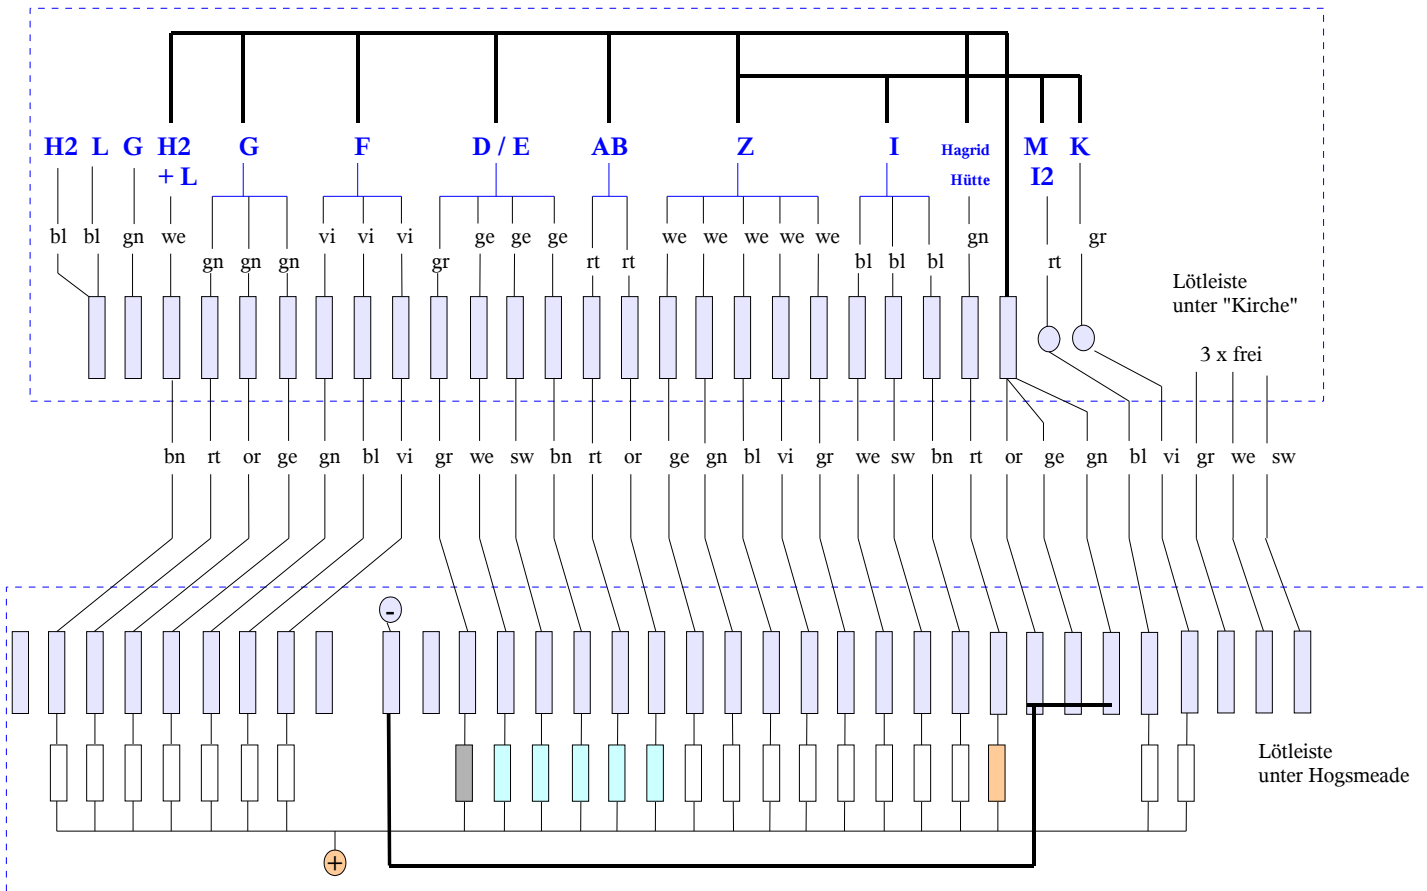 H2 L G H2 G F D / E AB Z I Hagrid M K
+ L Hütte I2
bl bl gn we vi vi vi ge ge ge we we we we we gn gr
gn gn gn gr rt rt bl bl bl rt
Lötleiste
unter "Kirche"
3 x frei
bn rt or ge gn bl vi gr we sw bn rt or ge gn bl vi gr we sw bn rt or ge gn bl vi gr we sw
-
Lötleiste
unter Hogsmeade
+